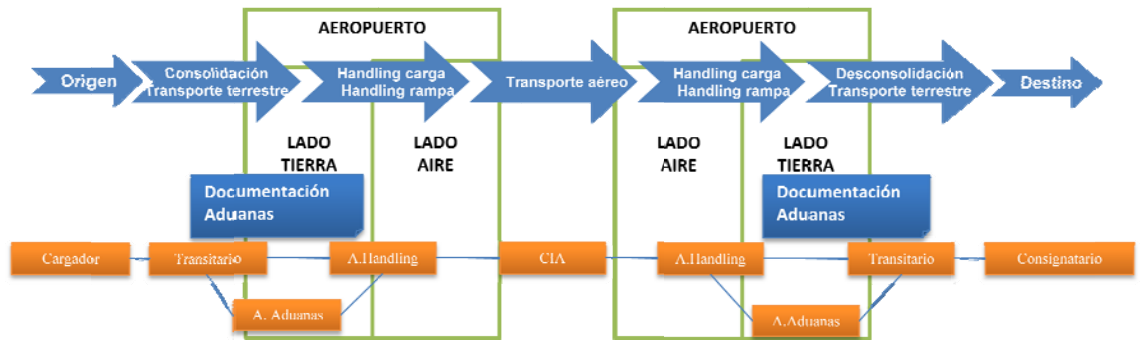 AEROPUERTO
AEROPUERTO
Origen
Consolidación
Transporte terrestre
Handling carga
Handling rampa
Transporte aéreo
Handling carga
Handling rampa
Desconsolidación
Transporte terrestre
Destino
LADO
TIERRA
LADO
AIRE
LADO
AIRE
LADO
TIERRA
Documentación
Aduanas
Documentación
Aduanas
Cargador
Transitario
A.Handling
CIA
A.Handling
Transitario
Consignatario
A. Aduanas
A.Aduanas